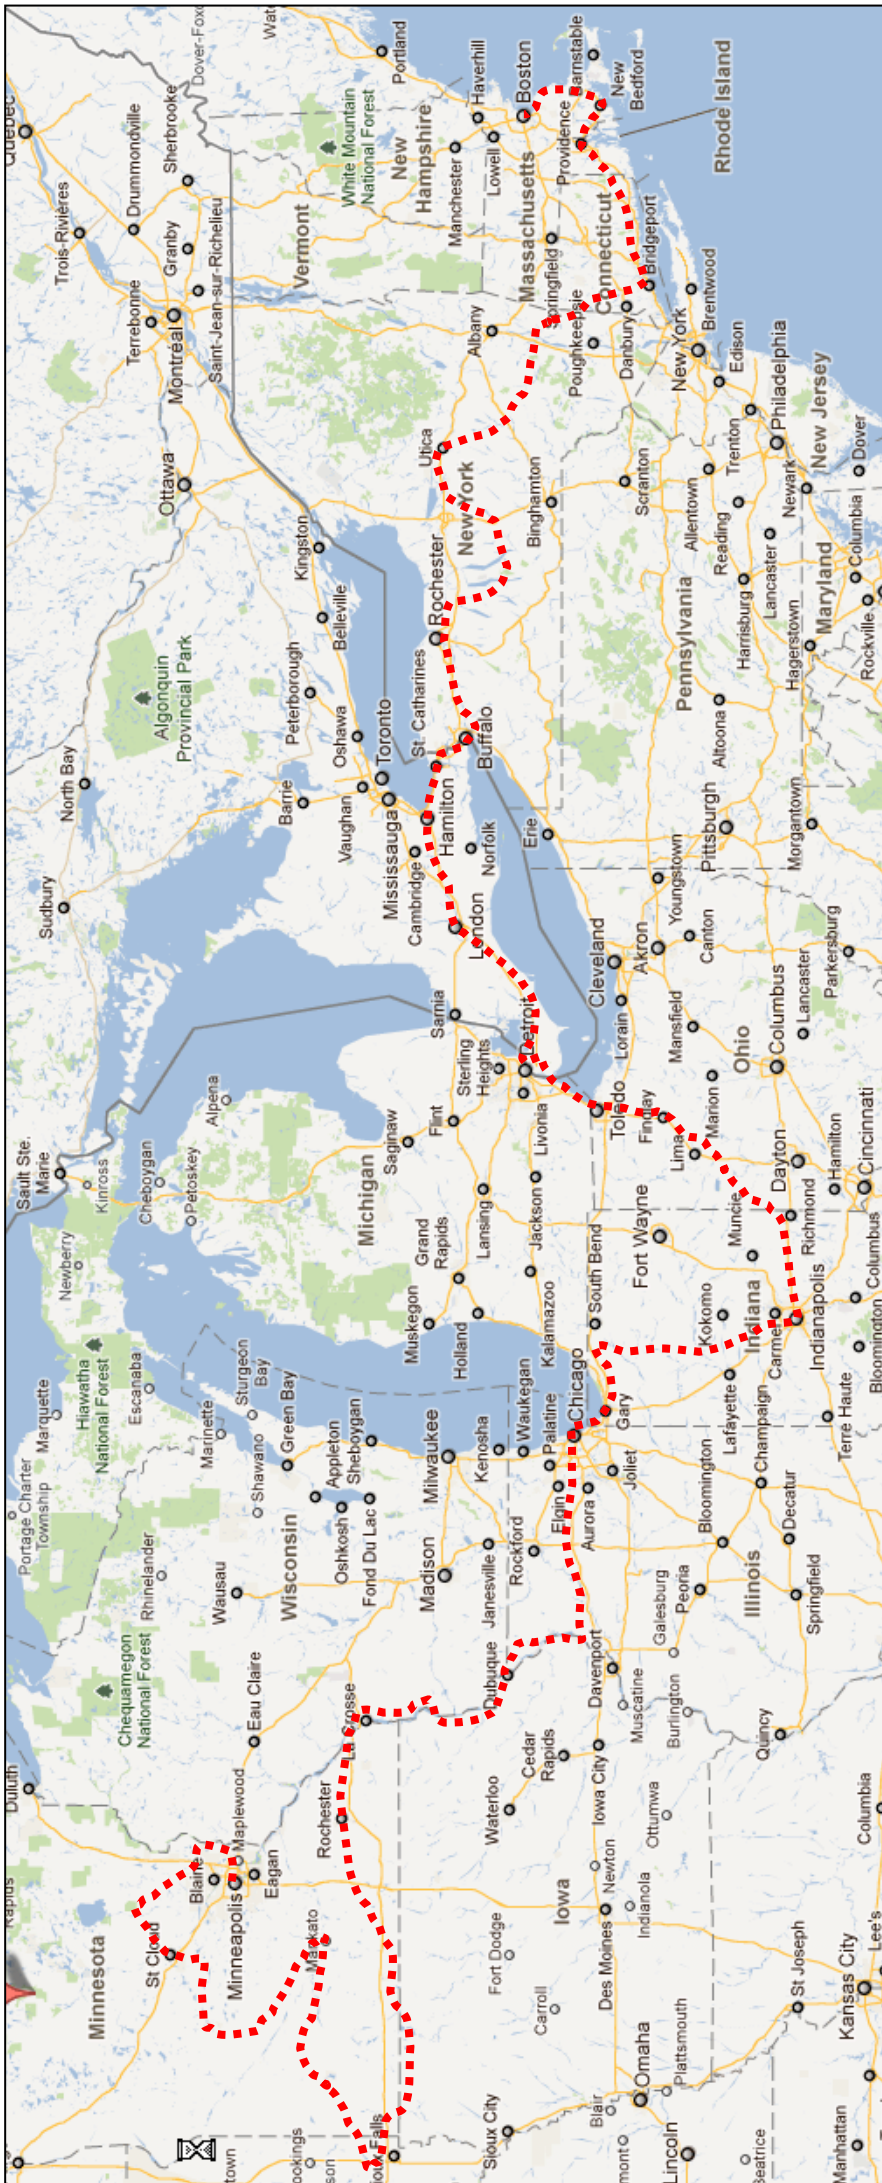 Quebec
Trois-Rivières
Drummondville
Sherbrooke
Dover-Foxc
Wat
Granby
Saint-Jean-sur-Richelieu
Terrebonne
Montréal
Ottawa
Vermont
White Mountain
National Forest
New
Hampshire
Portland
Manchester
Haverhill
Lowell
Boston
Massachusetts
Barnstable
New
Bedford
Providence
Rhode Island
Connecticut
Springfield
Bridgeport
Albany
Poughkeepsie
Danbury
New York
Brentwood
Edison
Utica
New York
Binghamton
Scranton
Allentown
Trenton
Philadelphia
New Jersey
Reading
Newark
Dover
Lancaster
Harrisburg
Columbia
Maryland
Hagerstown
Rockville
Kingston
Belleville
Peterborough
Oshawa
Toronto
Algonquin
Provincial Park
North Bay
Barrie
Vaughan
Mississauga
Rochester
St. Catharines
Buffalo
Hamilton
Cambridge
Norfolk
Erie
Pennsylvania
Altoona
Pittsburgh
Morgantown
Sudbury
London
Sarnia
Youngstown
Canton
Akron
Cleveland
Lorain
Mansfield
Parkersburg
Lancaster
Columbus
Ohio
Marion
Detroit
Sterling
Heights
Livonia
Flint
Saginaw
Alpena
Toledo
Findlay
Lima
Dayton
Hamilton
Cincinnati
Richmond
Muncie
Sault Ste.
Marie
Kinross
Cheboygan
Petoskey
Newberry
Michigan
Lansing
Jackson
Grand
Rapids
Muskegon
Holland
Kalamazoo
South Bend
Fort Wayne
Kokomo
Indiana
Carmel
Indianapolis
Columbus
Bloomington
Hiawatha
National Forest
Marquette
Escanaba
Portage Charter
Township
Sturgeon
Bay
Marinette
Green Bay
Shawano
Appleton
Sheboygan
Oshkosh
Fond Du Lac
Wisconsin
Milwaukee
Kenosha
Waukegan
Palatine
Chicago
Gary
Lafayette
Terre Haute
Champaign
Joliet
Elgin
Aurora
Bloomington
Decatur
Rhinelander
Wausau
Madison
Janesville
Rockford
Galesburg
Peoria
Illinois
Springfield
Chequamegon
National Forest
Eau Claire
La Crosse
Dubuque
Davenport
Muscatine
Burlington
Quincy
Duluth
Maplewood
Rochester
Waterloo
Cedar
Rapids
Iowa City
Ottumwa
Columbia
Rapids
Minnesota
St Cloud
Blaine
Minneapolis
Eagan
Mankato
Fort Dodge
Iowa
Newton
Indianola
Des Moines
Carroll
St Joseph
Kansas City
Lee's
town
ookings
son
Sioux Falls
Sioux City
Blair
Omaha
Plattsmouth
mont
Lincoln
eatrice
Manhattan